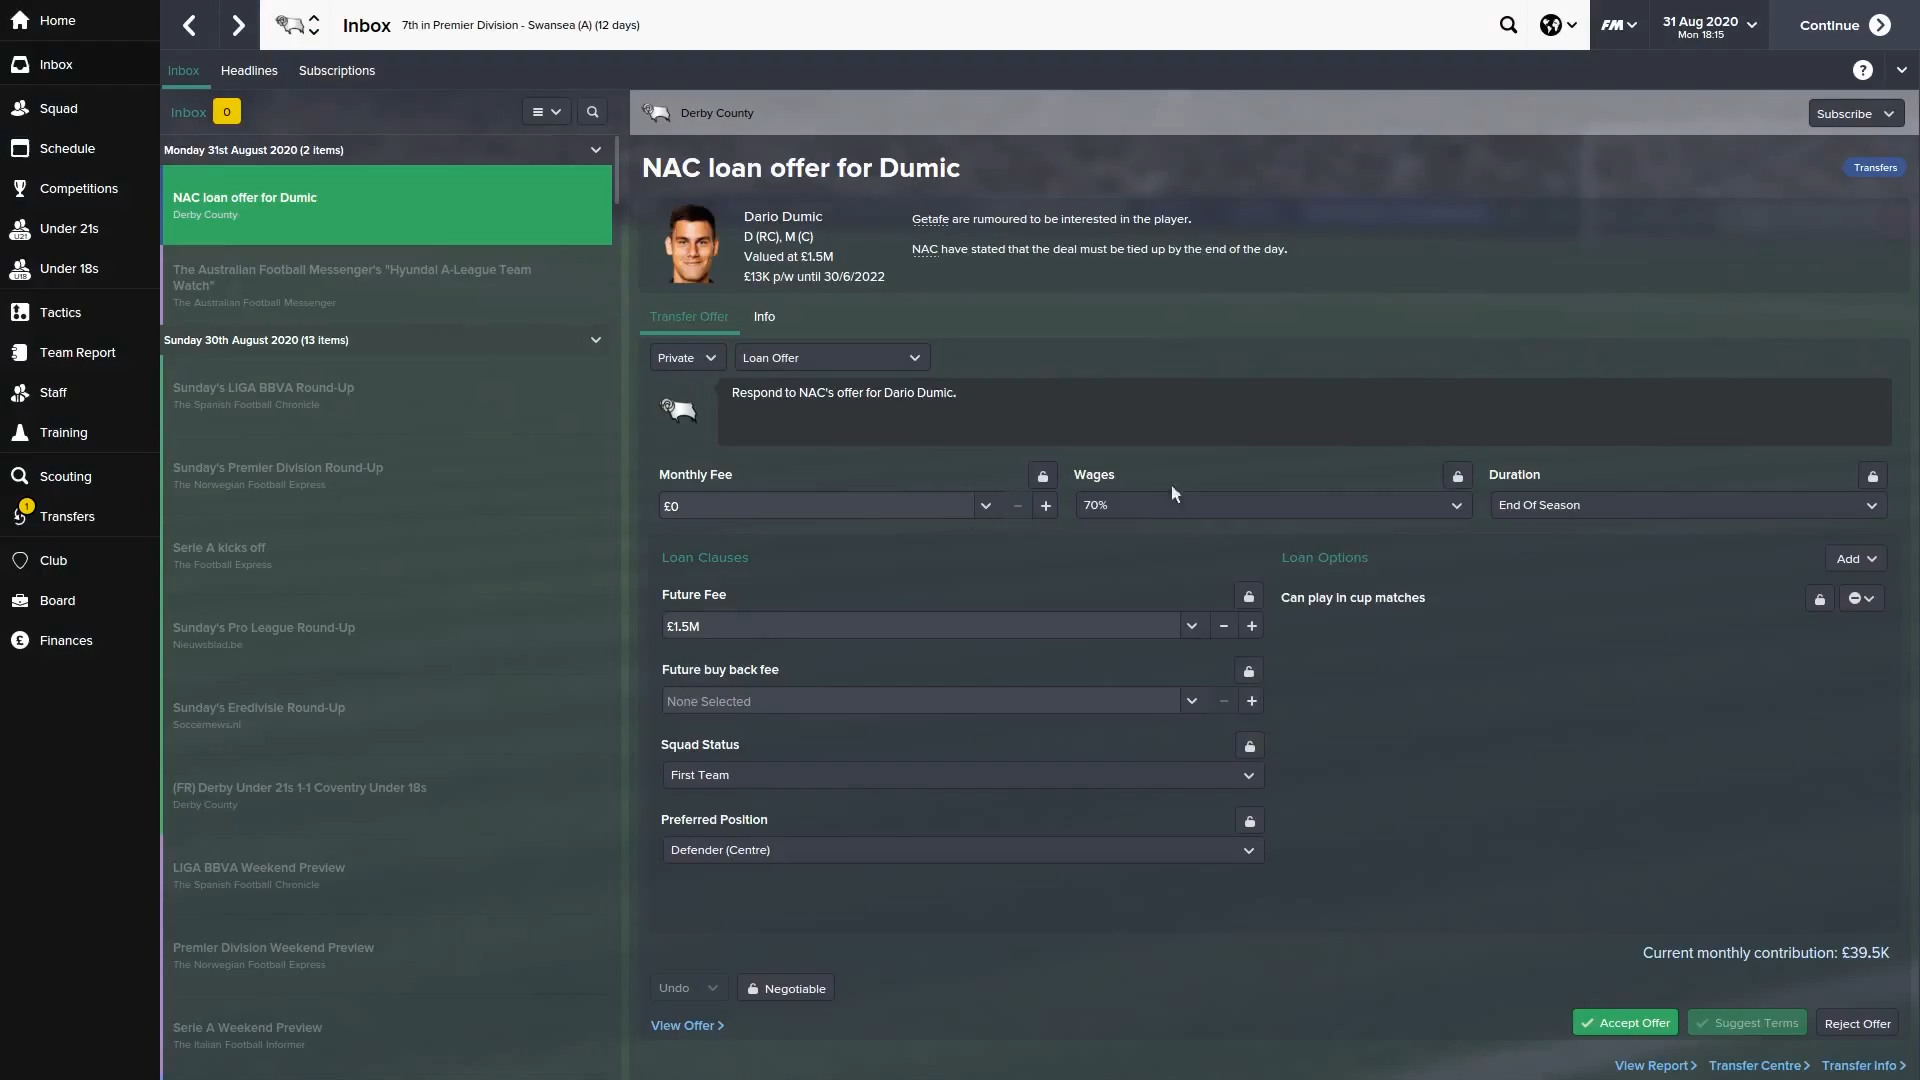 Home
Inbox
7th in Premier Division - Swansea (A) (12 days)
FM
31 Aug 2020
Mon 18:15
Continue
Inbox
Squad
Schedule
Competitions
U21
Under 21s
U18
Under 18s
Tactics
Team Report
Staff
Training
Scouting
1
Transfers
Club
Board
£
Finances
Inbox
Headlines
Subscriptions
?
Inbox
0
Monday 31st August 2020 (2 items)
NAC loan offer for Dumic
Derby County
The Australian Football Messenger's "Hyundai A-League Team
Watch"
The Australian Football Messenger
Sunday 30th August 2020 (13 items)
Sunday's LIGA BBVA Round-Up
The Spanish Football Chronicle
Sunday's Premier Division Round-Up
The Norwegian Football Express
Serie A kicks off
The Football Express
Sunday's Pro League Round-Up
Nieuwsblad.be
Sunday's Eredivisie Round-Up
Soccernews.nl
(FR) Derby Under 21s 1-1 Coventry Under 18s
Derby County
LIGA BBVA Weekend Preview
The Spanish Football Chronicle
Premier Division Weekend Preview
The Norwegian Football Express
Serie A Weekend Preview
The Italian Football Informer
Derby County
Subscribe
NAC loan offer for Dumic
Transfers
Dario Dumic
D (RC), M (C)
Valued at £1.5M
£13K p/w until 30/6/2022
Getafe are rumoured to be interested in the player.
NAC have stated that the deal must be tied up by the end of the day.
Transfer Offer
Info
Private
Loan Offer
Respond to NAC's offer for Dario Dumic.
Monthly Fee
£0
Wages
70%
Duration
End Of Season
Loan Clauses
Future Fee
£1.5M
Future buy back fee
None Selected
Squad Status
First Team
Preferred Position
Defender (Centre)
Loan Options
Add
Can play in cup matches
Current monthly contribution: £39.5K
Undo
Negotiable
View Offer >
Accept Offer
Suggest Terms
Reject Offer
View Report >
Transfer Centre >
Transfer Info >